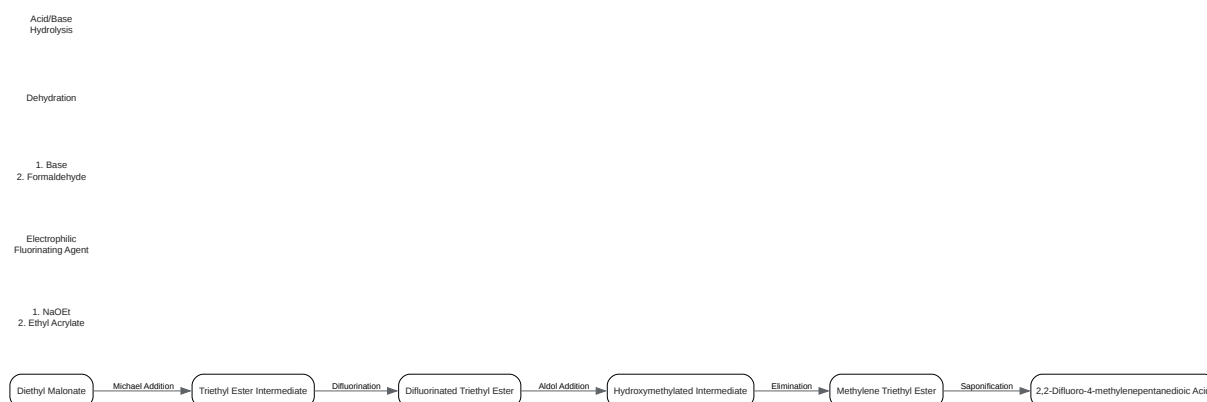 Acid/Base
Hydrolysis
Dehydration
1. Base
2. Formaldehyde
Electrophilic
Fluorinating Agent
1. NaOEt
2. Ethyl Acrylate
Diethyl Malonate
Michael Addition
Triethyl Ester Intermediate
Difluorination
Difluorinated Triethyl Ester
Aldol Addition
Hydroxymethylated Intermediate
Elimination
Methylene Triethyl Ester
Saponification
2,2-Difluoro-4-methylenepentanedioic Acid